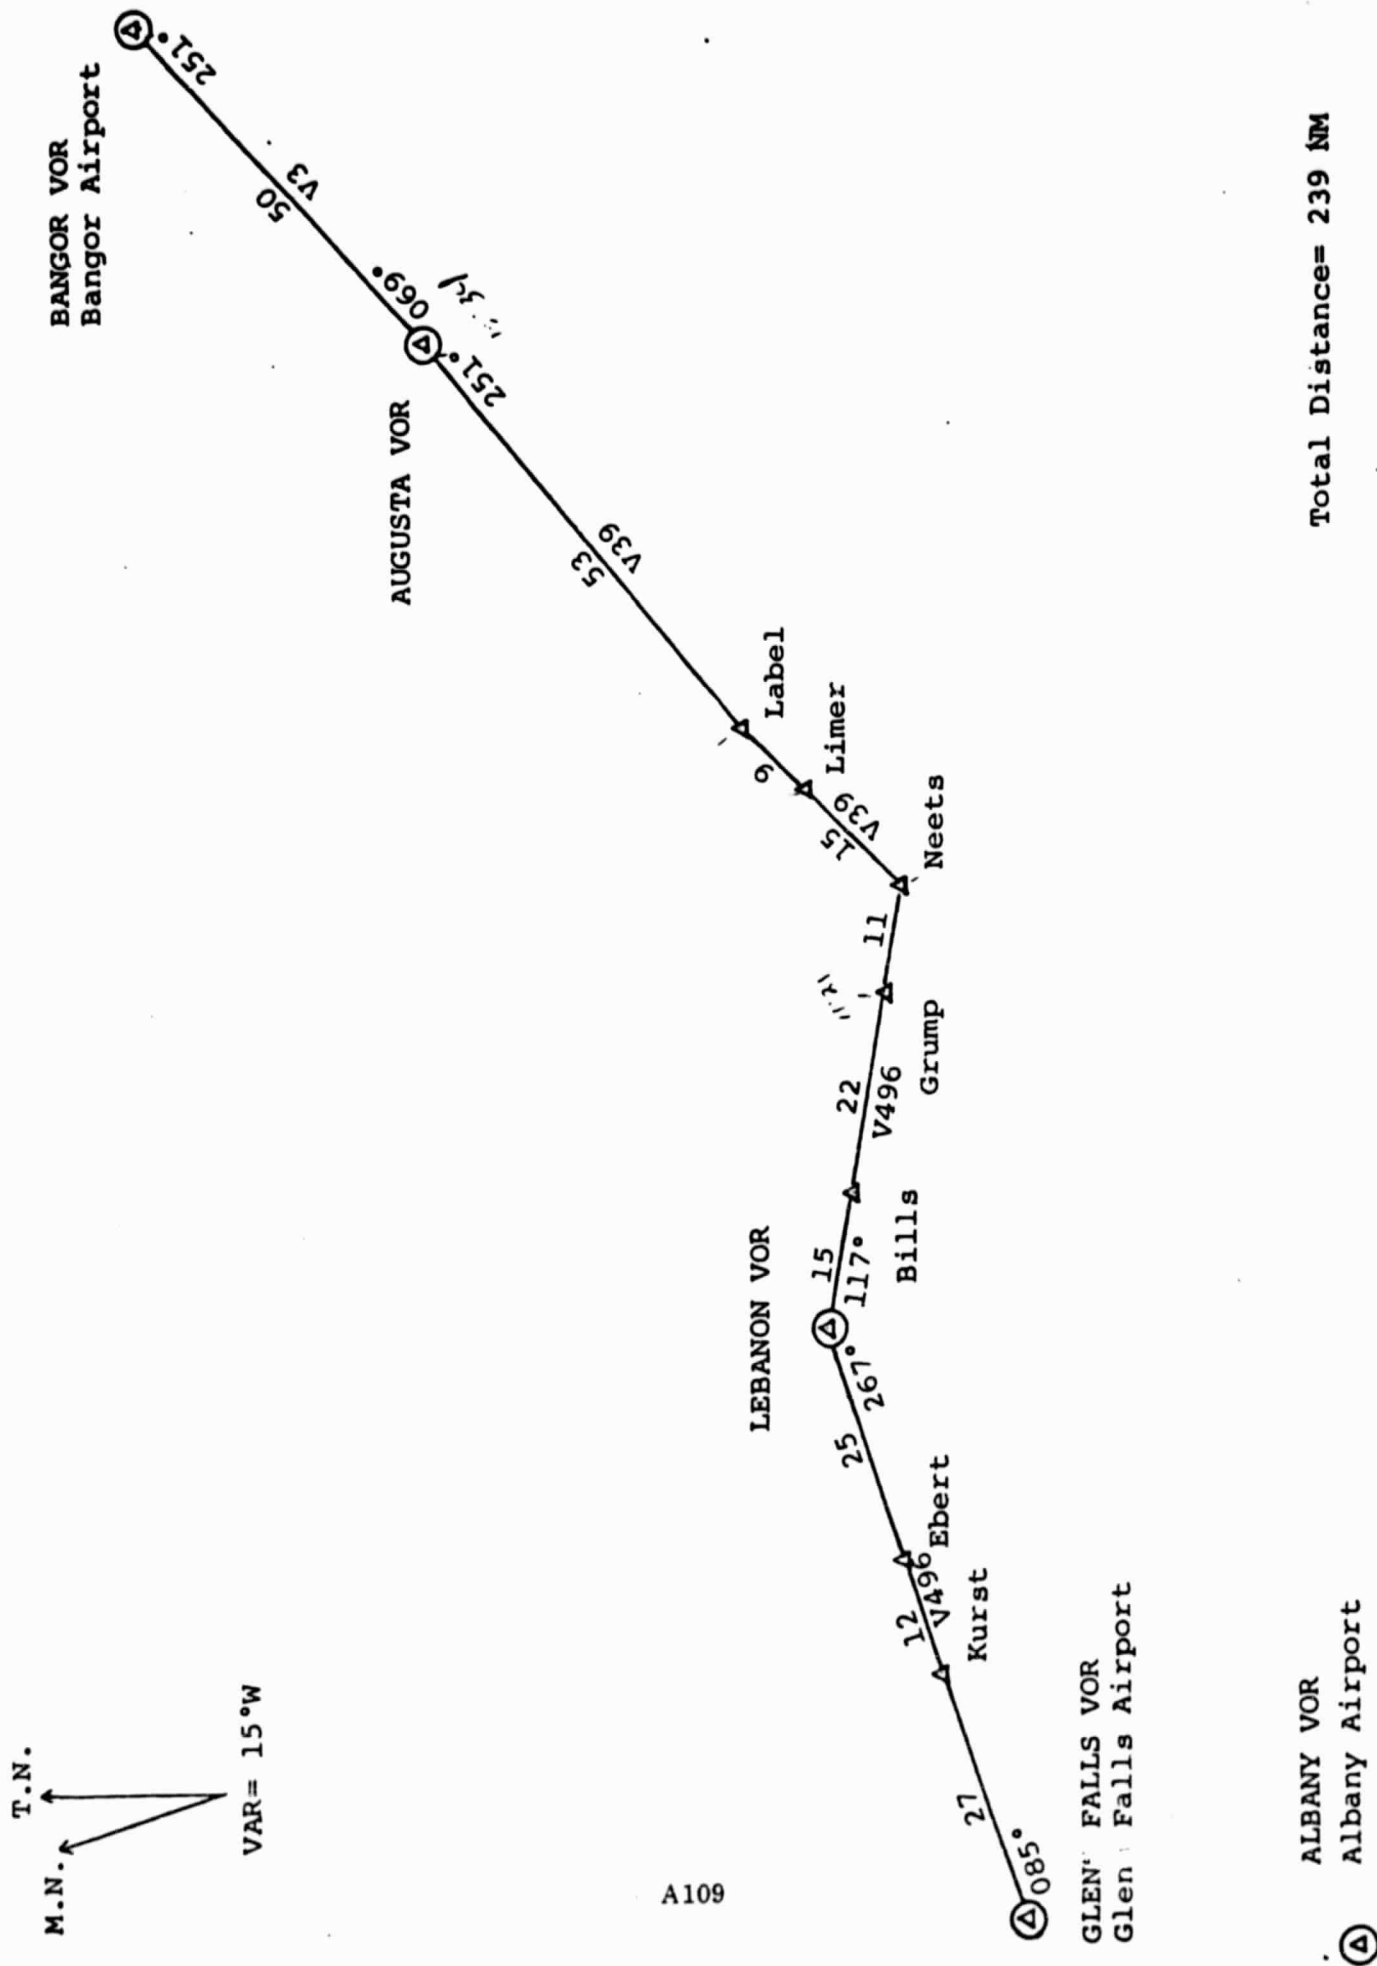 T.N.
M.N.
VAR= 15°W
BANGOR VOR
Bangor Airport
251°
50
V3
069°
AUGUSTA VOR
251°
53
V39
Label
9
Limer
15
V39
Neets
11
Grump
22
V496
Bills
15
117°
LEBANON VOR
267°
25
Ebert
12
V496
Kurst
27
085°
GLEN FALLS VOR
Glen Falls Airport
ALBANY VOR
Albany Airport
Total Distance= 239 NM
A109